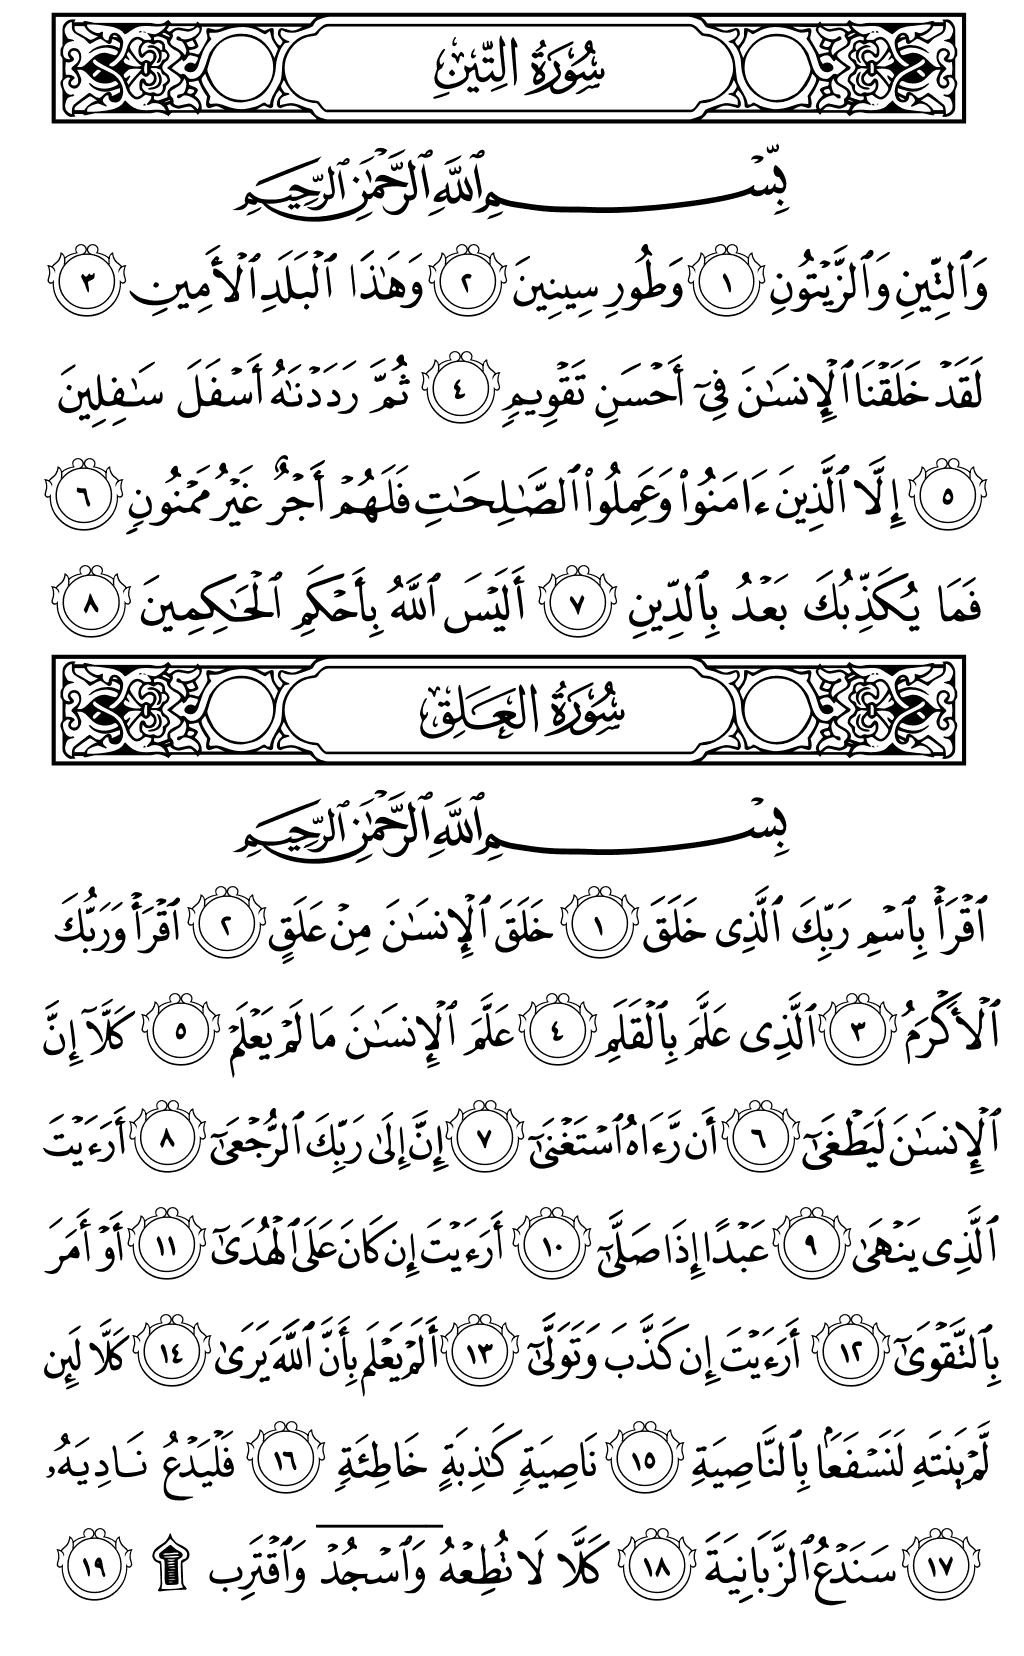 سُورَةُ التِّينِ
بِّسۡمِ ٱللَّهِ ٱلرَّحۡمَٰنِ ٱلرَّحِيمِ
وَٱلتِّينِ وَٱلزَّيۡتُونِ ١ وَطُورِ سِينِينَ ٢ وَهَٰذَا ٱلۡبَلَدِ ٱلۡأَمِينِ ٣
لَقَدۡ خَلَقۡنَا ٱلۡإِنسَٰنَ فِيٓ أَحۡسَنِ تَقۡوِيمٖ ٤ ثُمَّ رَدَدۡنَٰهُ أَسۡفَلَ سَٰفِلِينَ
٥ إِلَّا ٱلَّذِينَ ءَامَنُواْ وَعَمِلُواْ ٱلصَّٰلِحَٰتِ فَلَهُمۡ أَجۡرٌ غَيۡرُ مَمۡنُونٖ ٦
فَمَا يُكَذِّبُكَ بَعۡدُ بِٱلدِّينِ ٧ أَلَيۡسَ ٱللَّهُ بِأَحۡكَمِ ٱلۡحَٰكِمِينَ ٨
سُورَةُ العَلَقِ
بِسۡمِ ٱللَّهِ ٱلرَّحۡمَٰنِ ٱلرَّحِيمِ
ٱقۡرَأۡ بِٱسۡمِ رَبِّكَ ٱلَّذِي خَلَقَ ١ خَلَقَ ٱلۡإِنسَٰنَ مِنۡ عَلَقٍ ٢ ٱقۡرَأۡ وَرَبُّكَ
ٱلۡأَكۡرَمُ ٣ ٱلَّذِي عَلَّمَ بِٱلۡقَلَمِ ٤ عَلَّمَ ٱلۡإِنسَٰنَ مَا لَمۡ يَعۡلَمۡ ٥ كَلَّآ إِنَّ
ٱلۡإِنسَٰنَ لَيَطۡغَىٰٓ ٦ أَن رَّءَاهُ ٱسۡتَغۡنَىٰٓ ٧ إِنَّ إِلَىٰ رَبِّكَ ٱلرُّجۡعَىٰٓ ٨ أَرَءَيۡتَ
ٱلَّذِي يَنۡهَىٰ ٩ عَبۡدًا إِذَا صَلَّىٰٓ ١٠ أَرَءَيۡتَ إِن كَانَ عَلَى ٱلۡهُدَىٰٓ ١١ أَوۡ أَمَرَ
بِٱلتَّقۡوَىٰٓ ١٢ أَرَءَيۡتَ إِن كَذَّبَ وَتَوَلَّىٰٓ ١٣ أَلَمۡ يَعۡلَم بِأَنَّ ٱللَّهَ يَرَىٰ ١٤ كَلَّا لَئِن
لَّمۡ يَنتَهِ لَنَسۡفَعَۢا بِٱلنَّاصِيَةِ ١٥ نَاصِيَةٖ كَٰذِبَةٍ خَاطِئَةٖ ١٦ فَلۡيَدۡعُ نَادِيَهُۥ
١٧ سَنَدۡعُ ٱلزَّبَانِيَةَ ١٨ كَلَّا لَا تُطِعۡهُ وَٱسۡجُدۡۤ وَٱقۡتَرِب ۩ ١٩